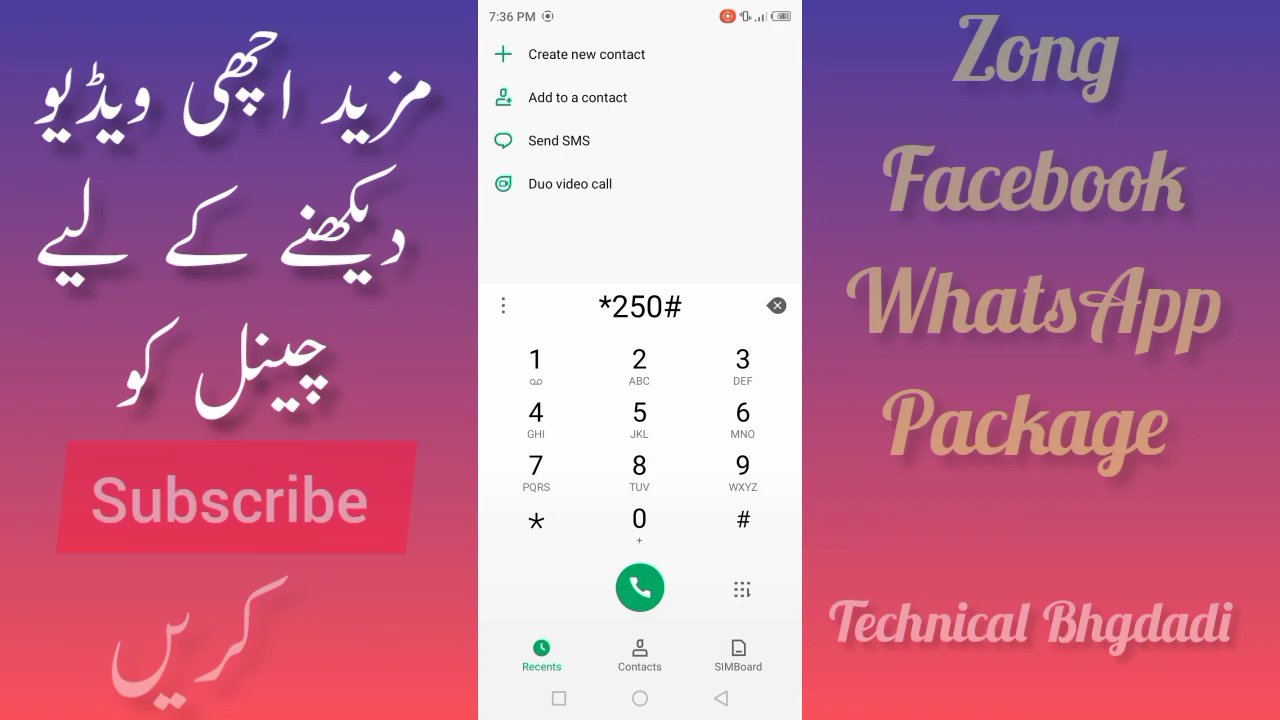 مزید اچھی ویڈیو
دیکھنے کے لیے
چینل کو
Subscribe
کریں
7:36 PM
Create new contact
Add to a contact
Send SMS
Duo video call
*250#
1 2 3
ABC DEF
4 5 6
GHI JKL MNO
7 8 9
PQRS TUV WXYZ
* 0 #
+
Recents Contacts SIMBoard
Zong
Facebook
WhatsApp
Package
Technical Bhgdadi